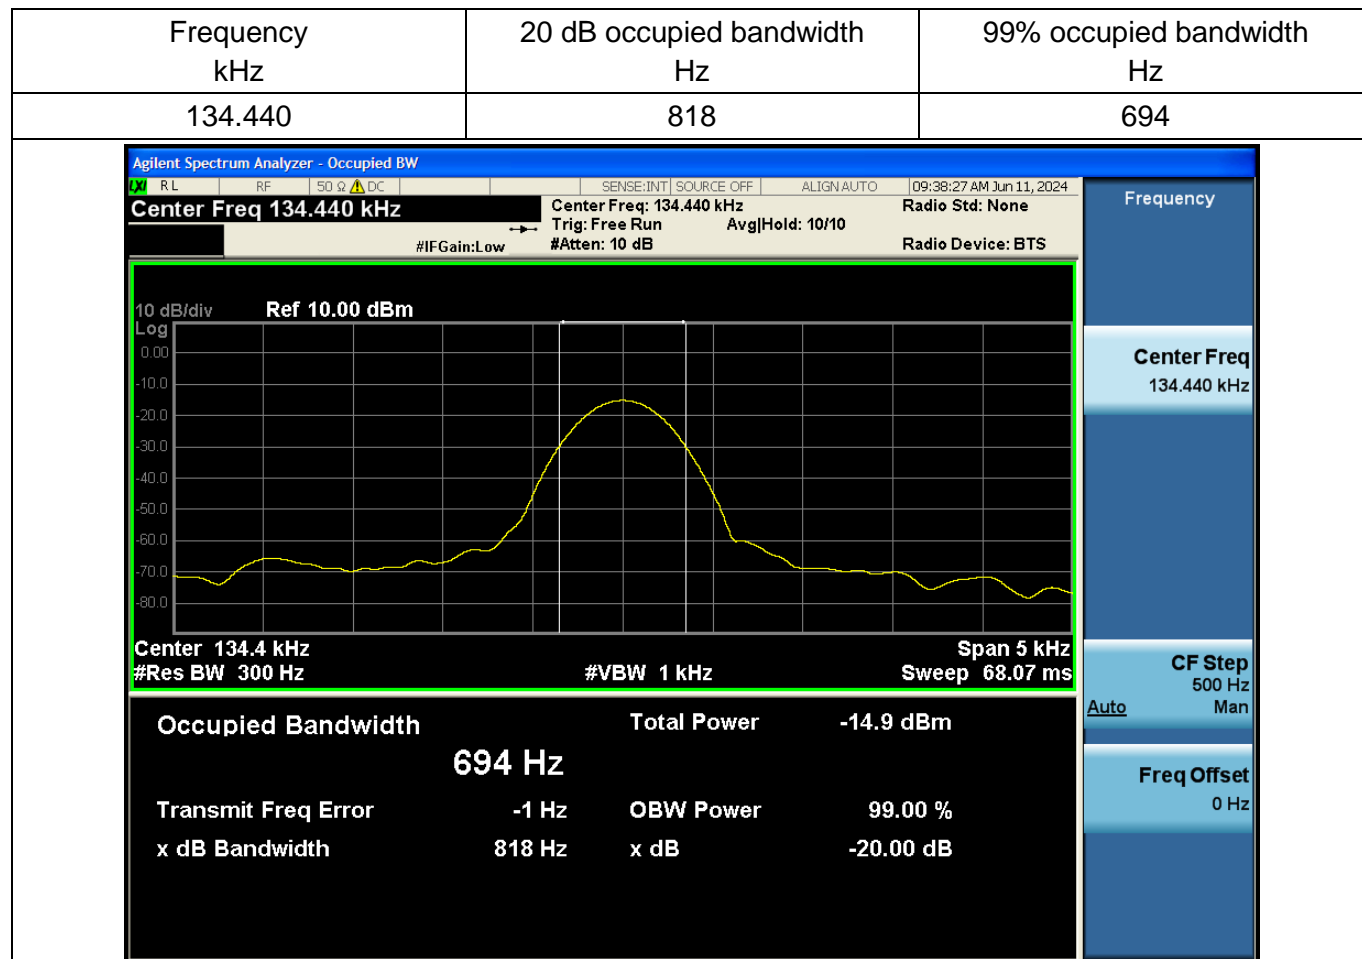 Frequency 20 dB occupied bandwidth 99% occupied bandwidth
kHz Hz Hz
134.440 818 694
Agilent Spectrum Analyzer - Occupied BW
LXI RL RF 50 Ω DC SENSE:INT SOURCE OFF ALIGN AUTO 09:38:27 AM Jun 11, 2024
Center Freq 134.440 kHz Center Freq: 134.440 kHz Radio Std: None Frequency
Trig: Free Run Avg|Hold: 10/10
#IFGain:Low #Atten: 10 dB Radio Device: BTS
10 dB/div Ref 10.00 dBm
Log
0.00
-10.0
-20.0
-30.0
-40.0
-50.0
-60.0
-70.0
-80.0
Center 134.4 kHz Span 5 kHz
#Res BW 300 Hz #VBW 1 kHz Sweep 68.07 ms
Center Freq
134.440 kHz
CF Step
500 Hz
Auto Man
Freq Offset
0 Hz
Occupied Bandwidth Total Power -14.9 dBm
694 Hz
Transmit Freq Error -1 Hz OBW Power 99.00 %
x dB Bandwidth 818 Hz x dB -20.00 dB